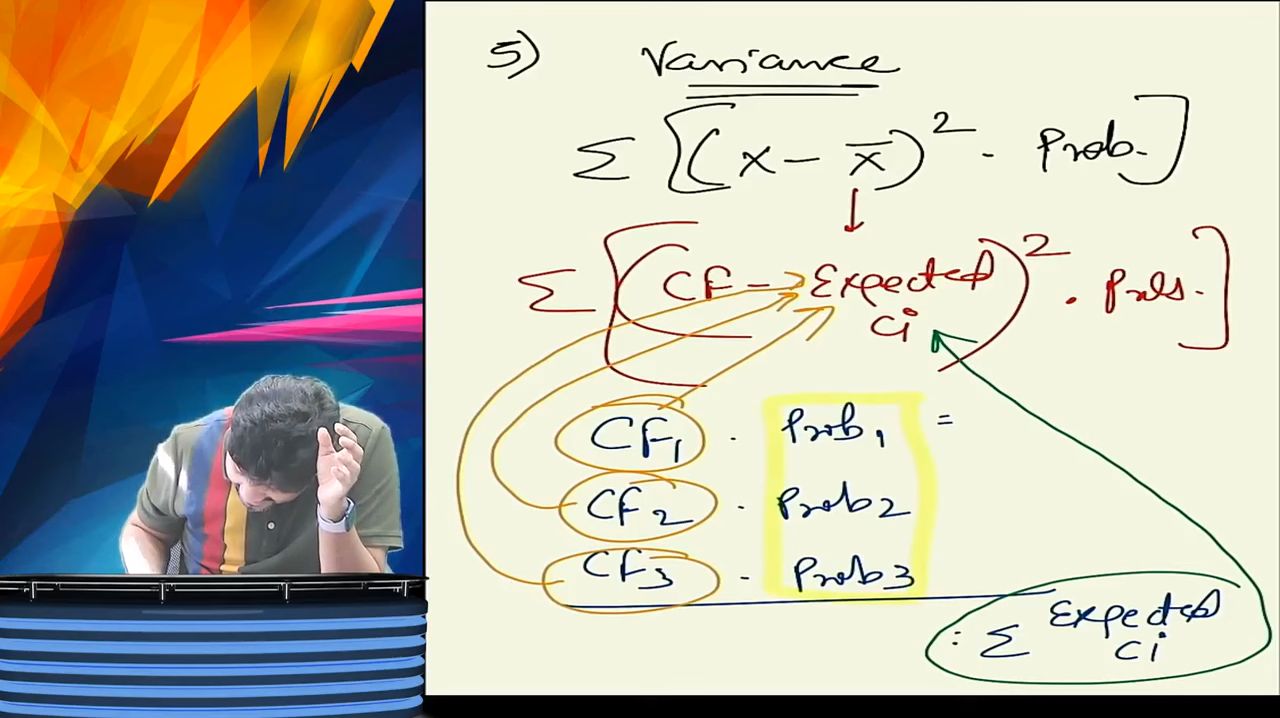 5) Variance
Σ [(x - x̄)² . Prob.]
Σ [(CF - Expected
Ci)² . Prob.]
CF₁ . Prob₁ =
CF₂ . Prob2
CF₃ . Prob3
: Σ Expected
Ci